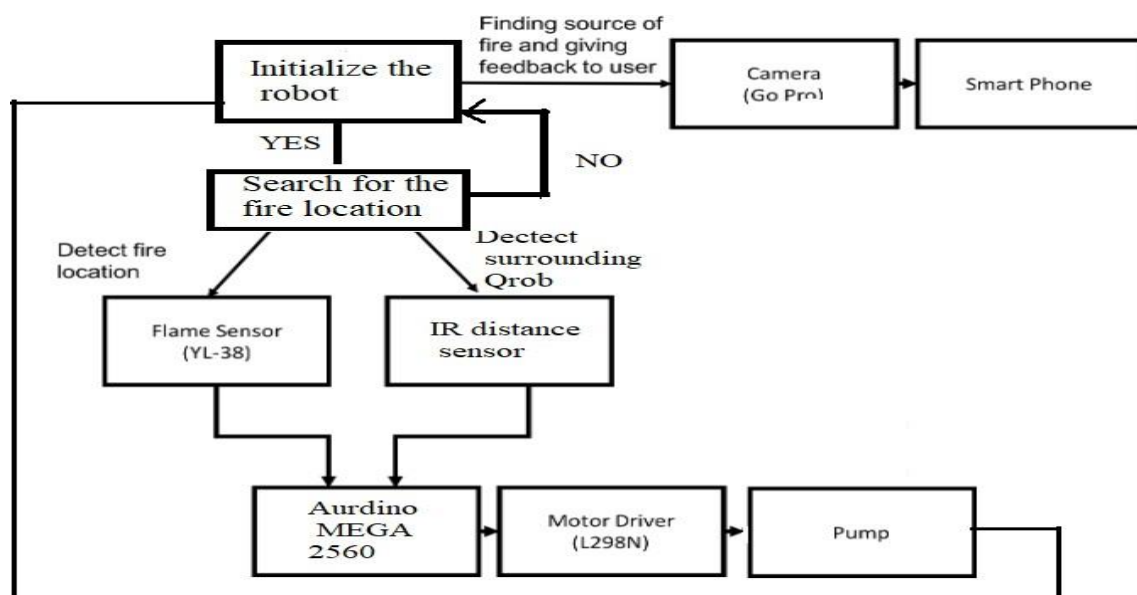 Finding source of
fire and giving
feedback to user
Initialize the
robot
Camera
(Go Pro)
Smart Phone
YES
NO
Search for the
fire location
Detect fire
location
Dectect
surrounding
Qrob
Flame Sensor
(YL-38)
IR distance
sensor
Aurdino
MEGA
2560
Motor Driver
(L298N)
Pump